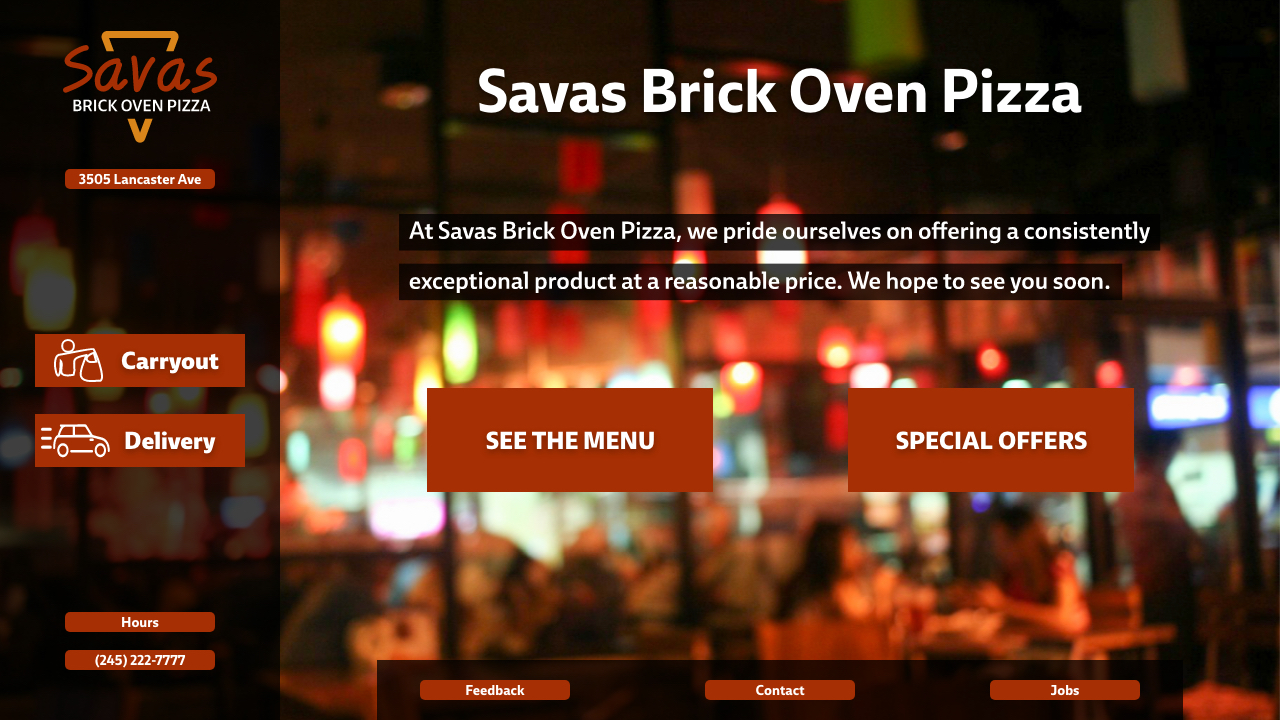 Savas
BRICK OVEN PIZZA
3505 Lancaster Ave
Carryout
Delivery
Hours
(245) 222-7777
Savas Brick Oven Pizza
At Savas Brick Oven Pizza, we pride ourselves on offering a consistently
exceptional product at a reasonable price. We hope to see you soon.
SEE THE MENU
SPECIAL OFFERS
Feedback
Contact
Jobs